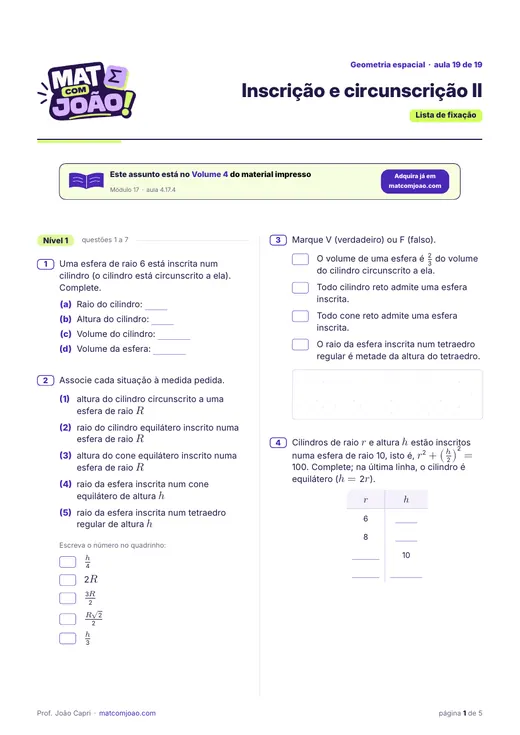 MAT
COM
JOÃO!
Σ
Geometria espacial · aula 19 de 19
Inscrição e circunscrição II
Lista de fixação
Este assunto está no Volume 4 do material impresso
Módulo 17 · aula 4.17.4
Adquira já em
matcomjoao.com
Nível 1 questões 1 a 7
1 Uma esfera de raio 6 está inscrita num
cilindro (o cilindro está circunscrito a ela).
Complete.
(a) Raio do cilindro: ____
(b) Altura do cilindro: ____
(c) Volume do cilindro: ____
(d) Volume da esfera: ____
2 Associe cada situação à medida pedida.
(1) altura do cilindro circunscrito a uma
esfera de raio R
(2) raio do cilindro equilátero inscrito numa
esfera de raio R
(3) altura do cone equilátero inscrito numa
esfera de raio R
(4) raio da esfera inscrita num cone
equilátero de altura h
(5) raio da esfera inscrita num tetraedro
regular de altura h
Escreva o número no quadrinho:
h/4
2R
3R/2
R√2/2
h/3
3 Marque V (verdadeiro) ou F (falso).
O volume de uma esfera é 2/3 do volume
do cilindro circunscrito a ela.
Todo cilindro reto admite uma esfera
inscrita.
Todo cone reto admite uma esfera
inscrita.
O raio da esfera inscrita num tetraedro
regular é metade da altura do tetraedro.
4 Cilindros de raio r e altura h estão inscritos
numa esfera de raio 10, isto é, r² + (h/2)² =
100. Complete; na última linha, o cilindro é
equilátero (h = 2r).
r h
6 ____
8 ____
____ 10
____ ____
Prof. João Capri · matcomjoao.com
página 1 de 5